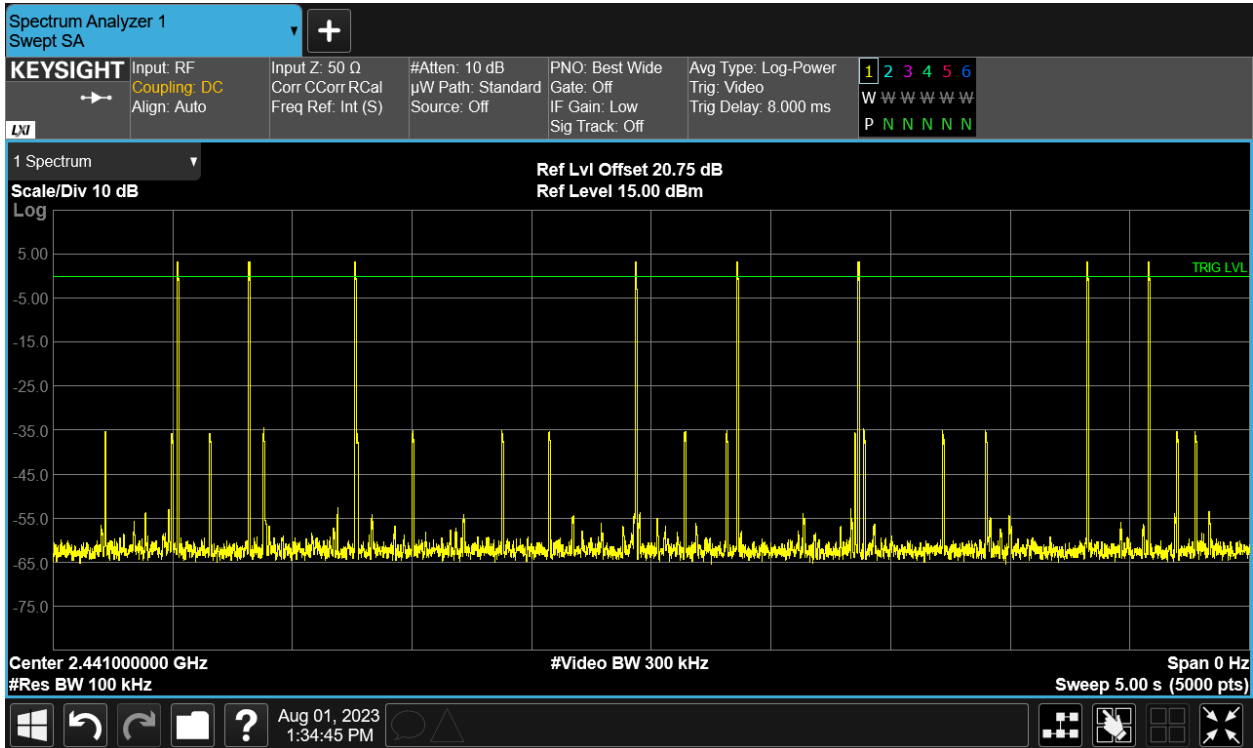 Spectrum Analyzer 1
Swept SA
KEYSIGHT
LXI
Input: RF
Coupling: DC
Align: Auto
Input Z: 50 Ω
Corr CCorr RCal
Freq Ref: Int (S)
#Atten: 10 dB
µW Path: Standard
Source: Off
PNO: Best Wide
Gate: Off
IF Gain: Low
Sig Track: Off
Avg Type: Log-Power
Trig: Video
Trig Delay: 8.000 ms
1 2 3 4 5 6
W W W W W W
P N N N N N
1 Spectrum
Scale/Div 10 dB
Ref Lvl Offset 20.75 dB
Ref Level 15.00 dBm
Log
5.00
TRIG LVL
-5.00
-15.0
-25.0
-35.0
-45.0
-55.0
-65.0
-75.0
Center 2.441000000 GHz
#Video BW 300 kHz
Span 0 Hz
#Res BW 100 kHz
Sweep 5.00 s (5000 pts)
?
Aug 01, 2023
1:34:45 PM